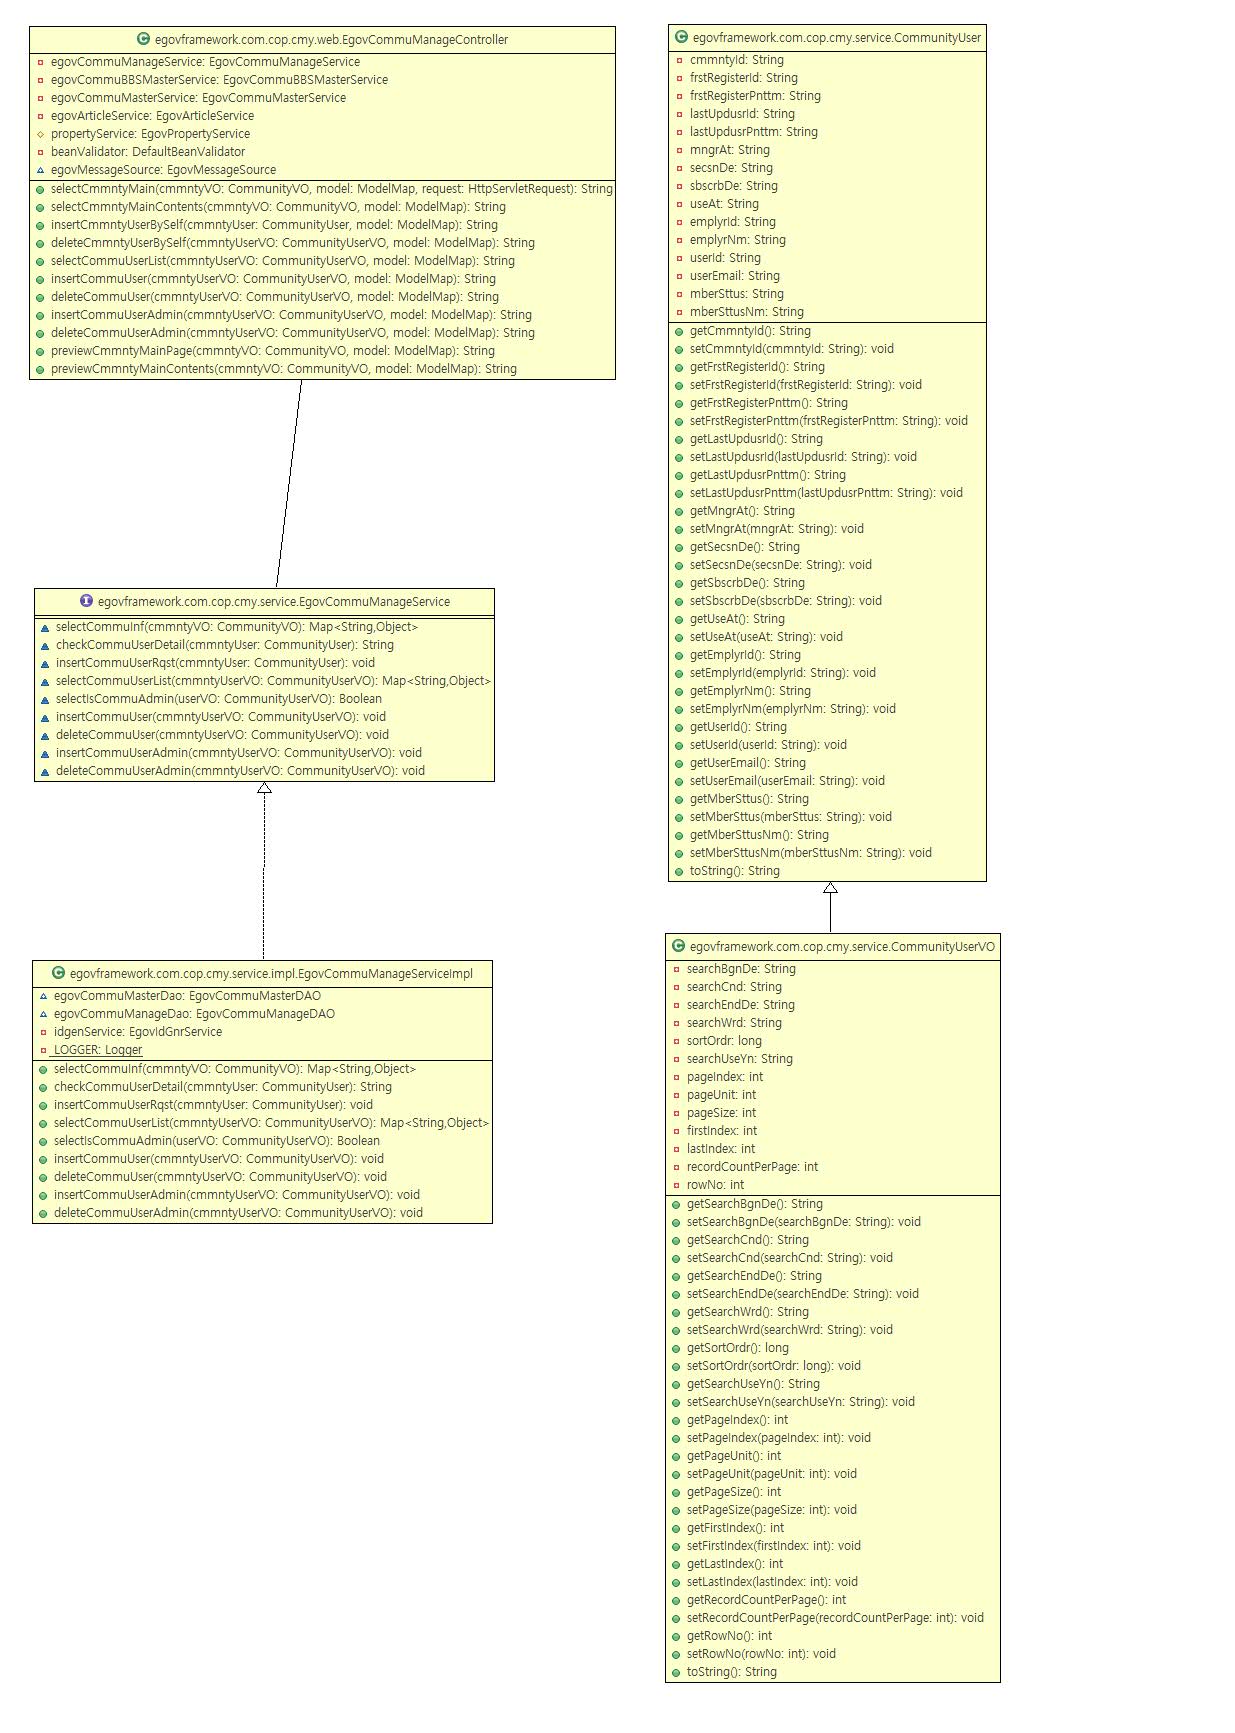 egovframework.com.cop.cmy.web.EgovCommuManageController
egovCommuManageService: EgovCommuManageService
egovCommuBBSMasterService: EgovCommuBBSMasterService
egovCommuMasterService: EgovCommuMasterService
egovArticleService: EgovArticleService
propertyService: EgovPropertyService
beanValidator: DefaultBeanValidator
egovMessageSource: EgovMessageSource
selectCmmntyMain(cmmntyVO: CommunityVO, model: ModelMap, request: HttpServletRequest): String
selectCmmntyMainContents(cmmntyVO: CommunityVO, model: ModelMap): String
insertCmmntyUserBySelf(cmmntyUser: CommunityUser, model: ModelMap): String
deleteCmmntyUserBySelf(cmmntyUserVO: CommunityUserVO, model: ModelMap): String
selectCommuUserList(cmmntyUserVO: CommunityUserVO, model: ModelMap): String
insertCommuUser(cmmntyUserVO: CommunityUserVO, model: ModelMap): String
deleteCommuUser(cmmntyUserVO: CommunityUserVO, model: ModelMap): String
insertCommuUserAdmin(cmmntyUserVO: CommunityUserVO, model: ModelMap): String
deleteCommuUserAdmin(cmmntyUserVO: CommunityUserVO, model: ModelMap): String
previewCmmntyMainPage(cmmntyVO: CommunityVO, model: ModelMap): String
previewCmmntyMainContents(cmmntyVO: CommunityVO, model: ModelMap): String
egovframework.com.cop.cmy.service.EgovCommuManageService
selectCommuInf(cmmntyVO: CommunityVO): Map<String,Object>
checkCommuUserDetail(cmmntyUser: CommunityUser): String
insertCommuUserRqst(cmmntyUser: CommunityUser): void
selectCommuUserList(cmmntyUserVO: CommunityUserVO): Map<String,Object>
selectIsCommuAdmin(userVO: CommunityUserVO): Boolean
insertCommuUser(cmmntyUserVO: CommunityUserVO): void
deleteCommuUser(cmmntyUserVO: CommunityUserVO): void
insertCommuUserAdmin(cmmntyUserVO: CommunityUserVO): void
deleteCommuUserAdmin(cmmntyUserVO: CommunityUserVO): void
egovframework.com.cop.cmy.service.impl.EgovCommuManageServiceImpl
egovCommuMasterDao: EgovCommuMasterDAO
egovCommuManageDao: EgovCommuManageDAO
idgenService: EgovIdGnrService
LOGGER: Logger
selectCommuInf(cmmntyVO: CommunityVO): Map<String,Object>
checkCommuUserDetail(cmmntyUser: CommunityUser): String
insertCommuUserRqst(cmmntyUser: CommunityUser): void
selectCommuUserList(cmmntyUserVO: CommunityUserVO): Map<String,Object>
selectIsCommuAdmin(userVO: CommunityUserVO): Boolean
insertCommuUser(cmmntyUserVO: CommunityUserVO): void
deleteCommuUser(cmmntyUserVO: CommunityUserVO): void
insertCommuUserAdmin(cmmntyUserVO: CommunityUserVO): void
deleteCommuUserAdmin(cmmntyUserVO: CommunityUserVO): void
egovframework.com.cop.cmy.service.CommunityUser
cmmntyId: String
frstRegisterId: String
frstRegisterPnttm: String
lastUpdusrId: String
lastUpdusrPnttm: String
mngrAt: String
secsnDe: String
sbscrbDe: String
useAt: String
emplyrId: String
emplyrNm: String
userId: String
userEmail: String
mberSttus: String
mberSttusNm: String
getCmmntyId(): String
setCmmntyId(cmmntyId: String): void
getFrstRegisterId(): String
setFrstRegisterId(frstRegisterId: String): void
getFrstRegisterPnttm(): String
setFrstRegisterPnttm(frstRegisterPnttm: String): void
getLastUpdusrId(): String
setLastUpdusrId(lastUpdusrId: String): void
getLastUpdusrPnttm(): String
setLastUpdusrPnttm(lastUpdusrPnttm: String): void
getMngrAt(): String
setMngrAt(mngrAt: String): void
getSecsnDe(): String
setSecsnDe(secsnDe: String): void
getSbscrbDe(): String
setSbscrbDe(sbscrbDe: String): void
getUseAt(): String
setUseAt(useAt: String): void
getEmplyrId(): String
setEmplyrId(emplyrId: String): void
getEmplyrNm(): String
setEmplyrNm(emplyrNm: String): void
getUserId(): String
setUserId(userId: String): void
getUserEmail(): String
setUserEmail(userEmail: String): void
getMberSttus(): String
setMberSttus(mberSttus: String): void
getMberSttusNm(): String
setMberSttusNm(mberSttusNm: String): void
toString(): String
egovframework.com.cop.cmy.service.CommunityUserVO
searchBgnDe: String
searchCnd: String
searchEndDe: String
searchWrd: String
sortOrdr: long
searchUseYn: String
pageIndex: int
pageUnit: int
pageSize: int
firstIndex: int
lastIndex: int
recordCountPerPage: int
rowNo: int
getSearchBgnDe(): String
setSearchBgnDe(searchBgnDe: String): void
getSearchCnd(): String
setSearchCnd(searchCnd: String): void
getSearchEndDe(): String
setSearchEndDe(searchEndDe: String): void
getSearchWrd(): String
setSearchWrd(searchWrd: String): void
getSortOrdr(): long
setSortOrdr(sortOrdr: long): void
getSearchUseYn(): String
setSearchUseYn(searchUseYn: String): void
getPageIndex(): int
setPageIndex(pageIndex: int): void
getPageUnit(): int
setPageUnit(pageUnit: int): void
getPageSize(): int
setPageSize(pageSize: int): void
getFirstIndex(): int
setFirstIndex(firstIndex: int): void
getLastIndex(): int
setLastIndex(lastIndex: int): void
getRecordCountPerPage(): int
setRecordCountPerPage(recordCountPerPage: int): void
getRowNo(): int
setRowNo(rowNo: int): void
toString(): String